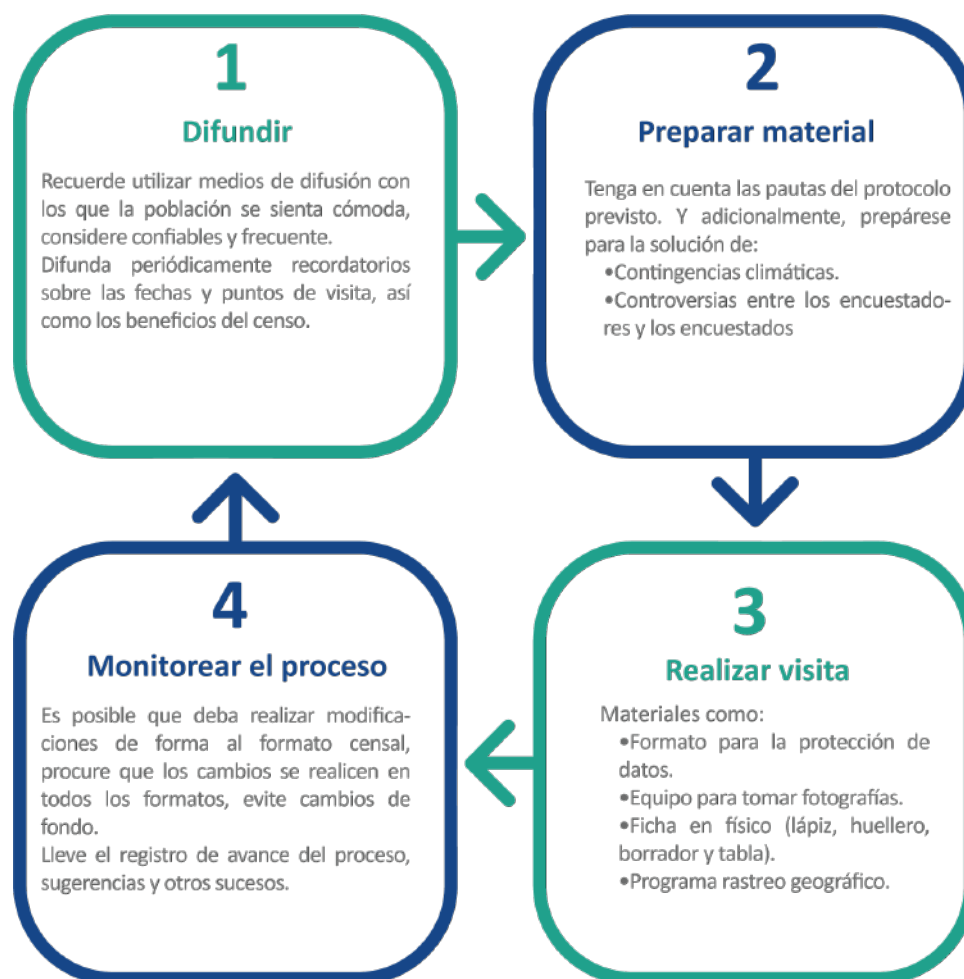 1
Difundir
Recuerde utilizar medios de difusión con
los que la población se sienta cómoda,
considere confiables y frecuente.
Difunda periódicamente recordatorios
sobre las fechas y puntos de visita, así
como los beneficios del censo.
2
Preparar material
Tenga en cuenta las pautas del protocolo
previsto. Y adicionalmente, prepárese
para la solución de:
•Contingencias climáticas.
•Controversias entre los encuestado-
res y los encuestados
3
Realizar visita
Materiales como:
•Formato para la protección de
datos.
•Equipo para tomar fotografías.
•Ficha en físico (lápiz, huellero,
borrador y tabla).
•Programa rastreo geográfico.
4
Monitorear el proceso
Es posible que deba realizar modifica-
ciones de forma al formato censal,
procure que los cambios se realicen en
todos los formatos, evite cambios de
fondo.
Lleve el registro de avance del proceso,
sugerencias y otros sucesos.